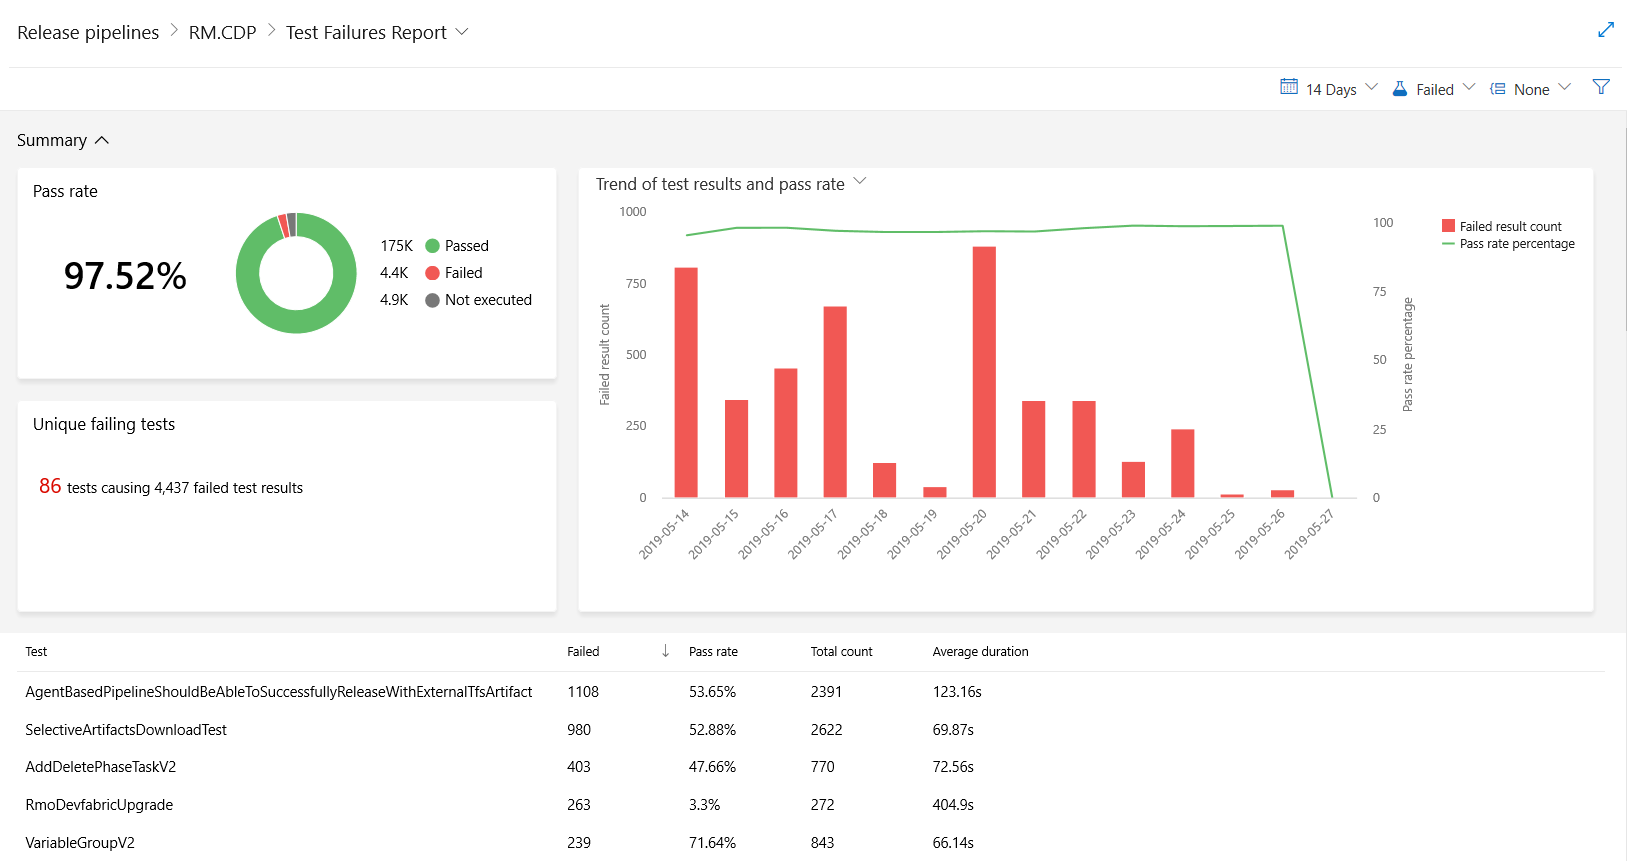 Release pipelines > RM.CDP > Test Failures Report
14 Days Failed None
Summary
Pass rate
97.52%
175K Passed
4.4K Failed
4.9K Not executed
Unique failing tests
86 tests causing 4,437 failed test results
Trend of test results and pass rate
1000
750
500
250
0
Failed result count
100
75
50
25
0
Pass rate percentage
Failed result count
Pass rate percentage
2019-05-14
2019-05-15
2019-05-16
2019-05-17
2019-05-18
2019-05-19
2019-05-20
2019-05-21
2019-05-22
2019-05-23
2019-05-24
2019-05-25
2019-05-26
2019-05-27
Test Failed Pass rate Total count Average duration
AgentBasedPipelineShouldBeAbleToSuccessfullyReleaseWithExternalTfsArtifact 1108 53.65% 2391 123.16s
SelectiveArtifactsDownloadTest 980 52.88% 2622 69.87s
AddDeletePhaseTaskV2 403 47.66% 770 72.56s
RmoDevfabricUpgrade 263 3.3% 272 404.9s
VariableGroupV2 239 71.64% 843 66.14s